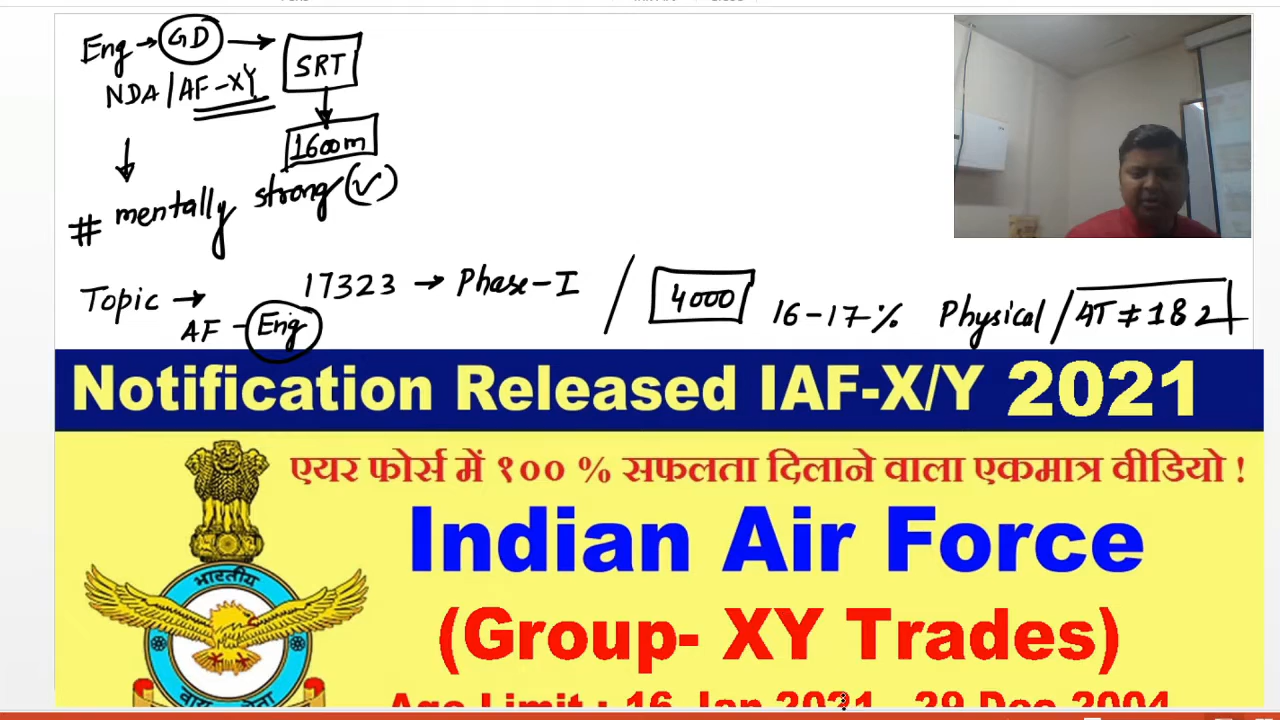 Eng → GD → SRT
NDA / AF-XY
1600m
# mentally strong (✓)
Topic → 17323 → Phase-I / 4000 16-17% Physical / AT ≠ 182
AF - Eng
Notification Released IAF-X/Y 2021
एयर फोर्स में १०० % सफलता दिलाने वाला एकमात्र वीडियो !
Indian Air Force
भारतीय
(Group- XY Trades)